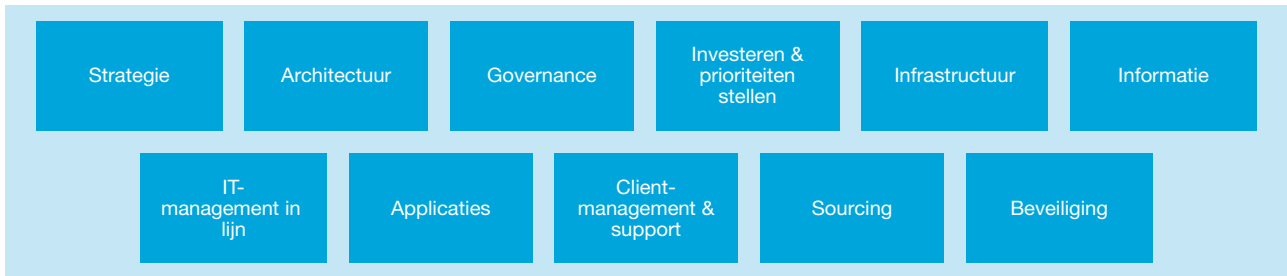 Strategie
Architectuur
Governance
Investeren &
prioriteiten
stellen
Infrastructuur
Informatie
IT-
management in
lijn
Applicaties
Client-
management &
support
Sourcing
Beveiliging